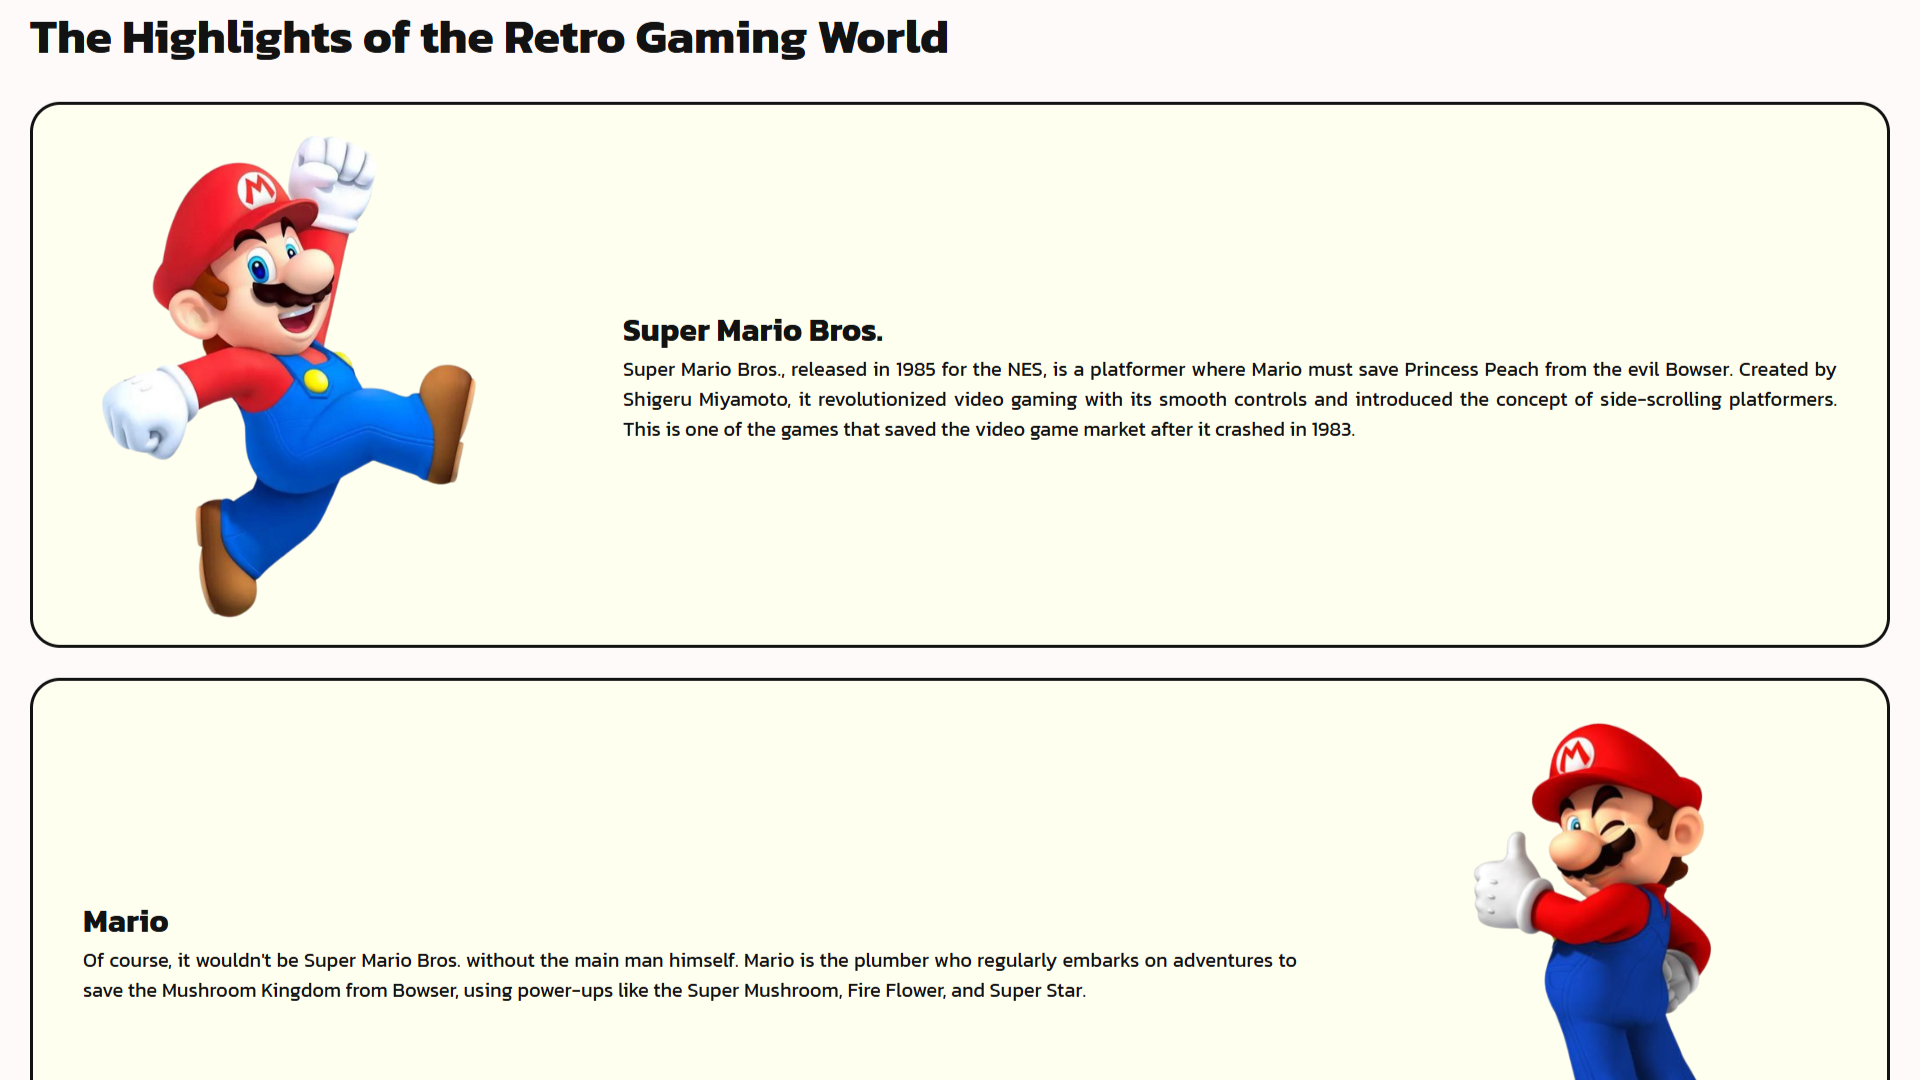 The Highlights of the Retro Gaming World
M
Super Mario Bros.
Super Mario Bros., released in 1985 for the NES, is a platformer where Mario must save Princess Peach from the evil Bowser. Created by
Shigeru Miyamoto, it revolutionized video gaming with its smooth controls and introduced the concept of side-scrolling platformers.
This is one of the games that saved the video game market after it crashed in 1983.
M
Mario
Of course, it wouldn't be Super Mario Bros. without the main man himself. Mario is the plumber who regularly embarks on adventures to
save the Mushroom Kingdom from Bowser, using power-ups like the Super Mushroom, Fire Flower, and Super Star.